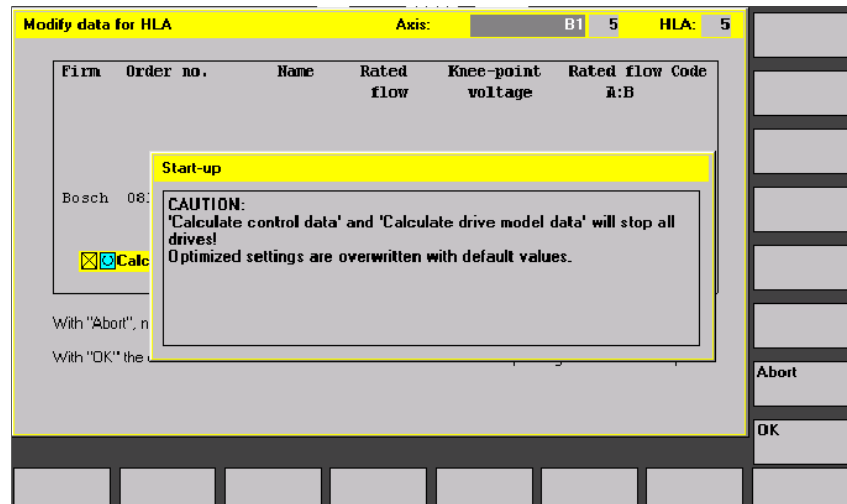 Modify data for HLA Axis: B1 5 HLA: 5
Firm Order no. Name Rated Knee-point Rated flow Code
flow voltage A:B
Start-up
Bosch
CAUTION:
'Calculate control data' and 'Calculate drive model data' will stop all
drives!
Optimized settings are overwritten with default values.
With "Abort",
With "OK" the
Abort
OK